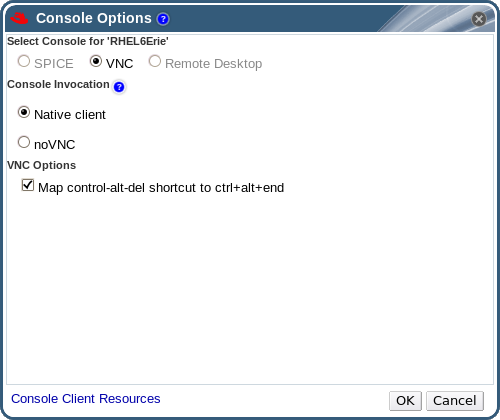 Console Options ?
Select Console for 'RHEL6Erie'
SPICE VNC Remote Desktop
Console Invocation ?
Native client
noVNC
VNC Options
Map control-alt-del shortcut to ctrl+alt+end
Console Client Resources OK Cancel